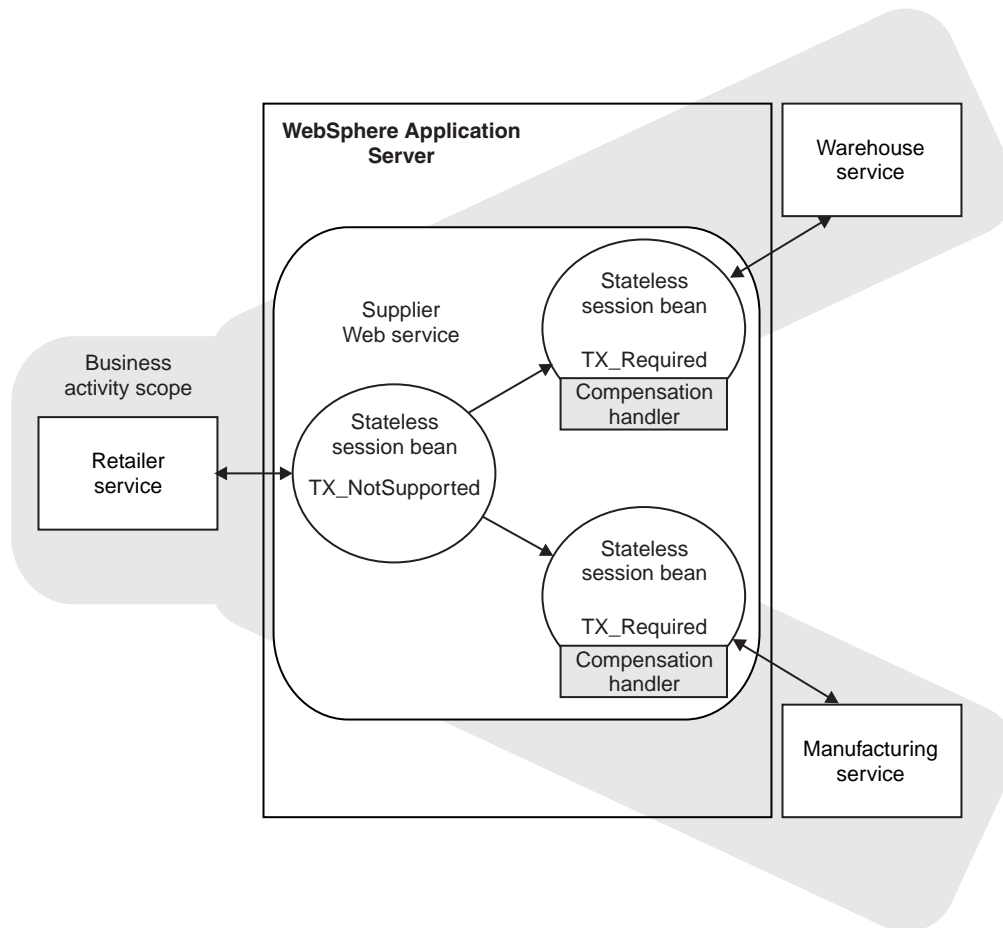 WebSphere Application
Server
Warehouse
service
Stateless
session bean
TX_Required
Compensation
handler
Supplier
Web service
Business
activity scope
Retailer
service
Stateless
session bean
TX_NotSupported
Stateless
session bean
TX_Required
Compensation
handler
Manufacturing
service